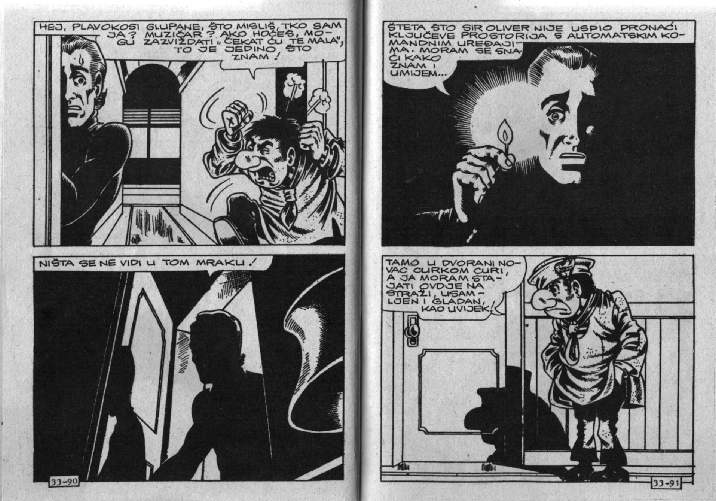 HEJ, PLAVOKOSI GLUPANE, ŠTO MISLIŠ, TKO SAM
JA? MUZIČAR? AKO HOĆEŠ, MO-
GU ZAZVIŽDATI „ČEKAT ĆU TE MALA",
TO JE JEDINO ŠTO
ZNAM!
NIŠTA SE NE VIDI U TOM MRAKU!
33-90
ŠTETA ŠTO SIR OLIVER NIJE USPIO PRONAĆI
KLJUČEVE PROSTORIJA S AUTOMATSKIM KO-
MANDNIM UREĐAJI-
MA. MORAM SE SNA-
ĆI KAKO
ZNAM I
UMIJEM...
TAMO U DVORANI NO-
VAC CURKOM CURI,
A JA MORAM STA-
JATI OVDJE NA
STRAŽI, USAM-
LJEN I GLADAN,
KAO UVIJEK!
33-91